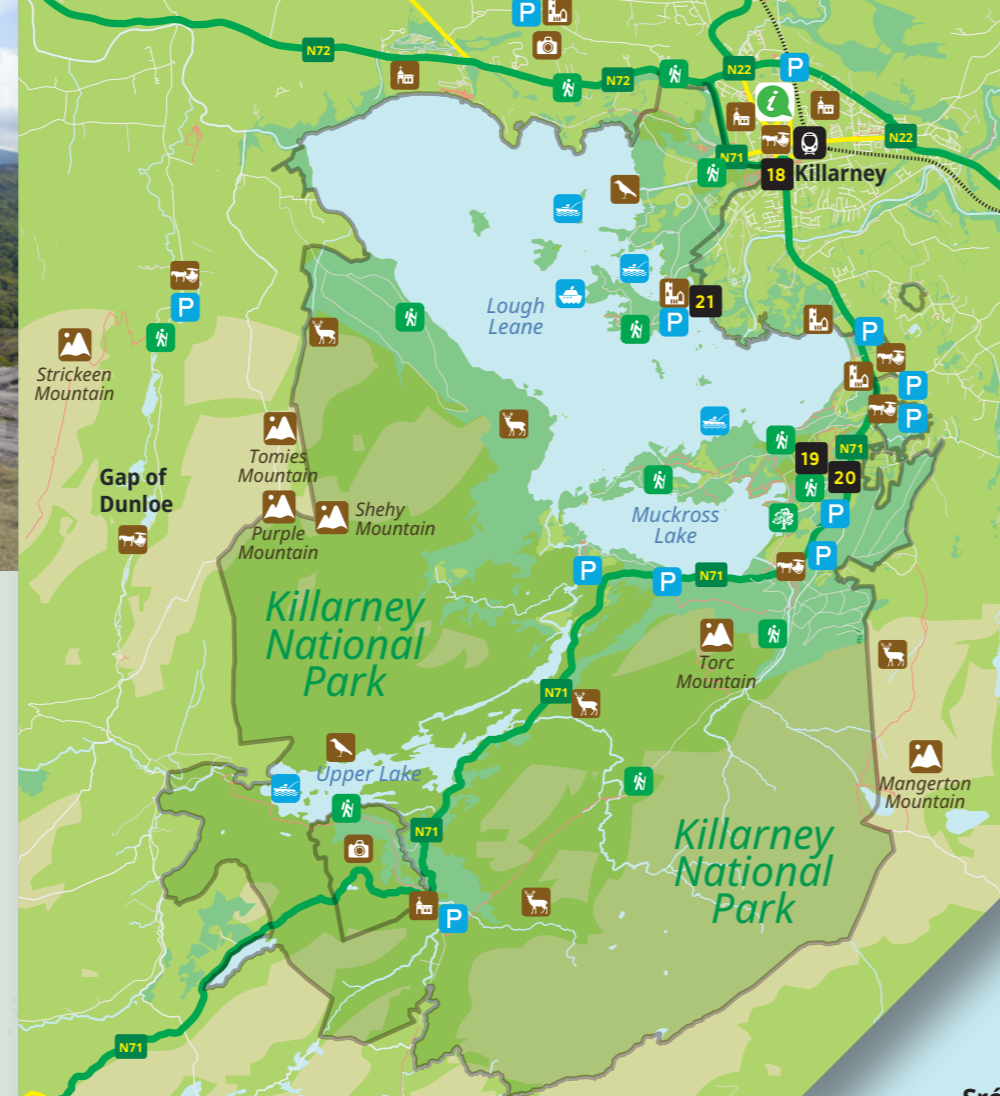 P
N72
N72
N22
P
i
N22
N71
18
Killarney
P
Lough
Leane
21
P
Strickeen
Mountain
P
P
P
Tomies
Mountain
Gap of
Dunloe
Purple
Mountain
Shehy
Mountain
19
N71
20
Muckross
Lake
P
P
P
P
N71
Killarney
National
Park
Torc
Mountain
N71
Upper Lake
Mangerton
Mountain
N71
Killarney
National
Park
P
N71